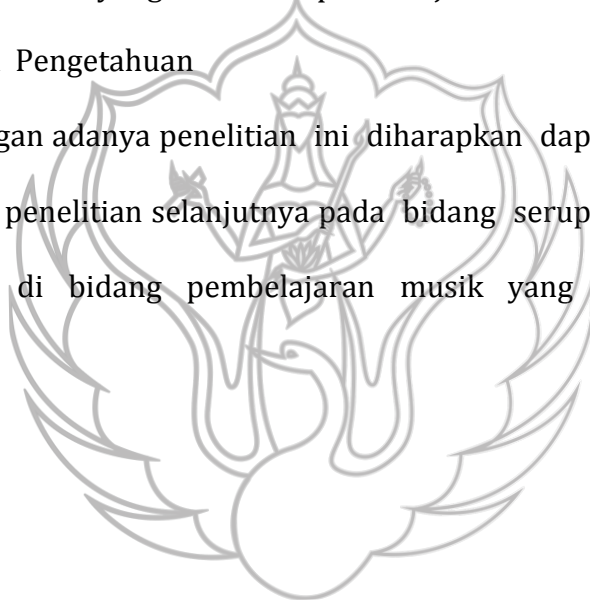 Pengetahuan
gan adanya penelitian ini diharapkan dap
penelitian selanjutnya pada bidang serup
di bidang pembelajaran musik yang